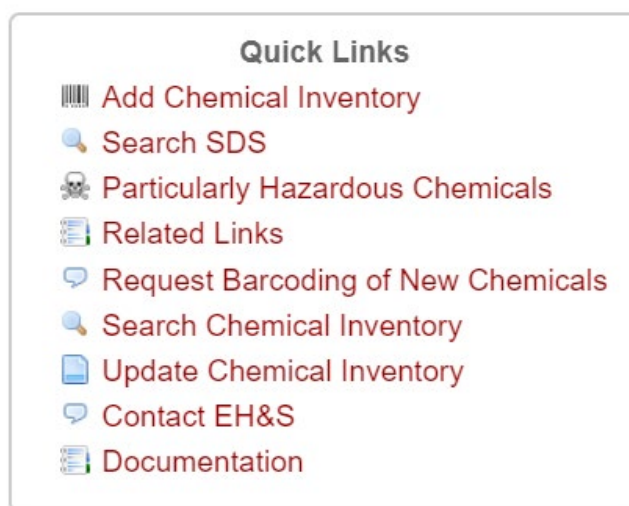 Quick Links
Add Chemical Inventory
Search SDS
Particularly Hazardous Chemicals
Related Links
Request Barcoding of New Chemicals
Search Chemical Inventory
Update Chemical Inventory
Contact EH&S
Documentation